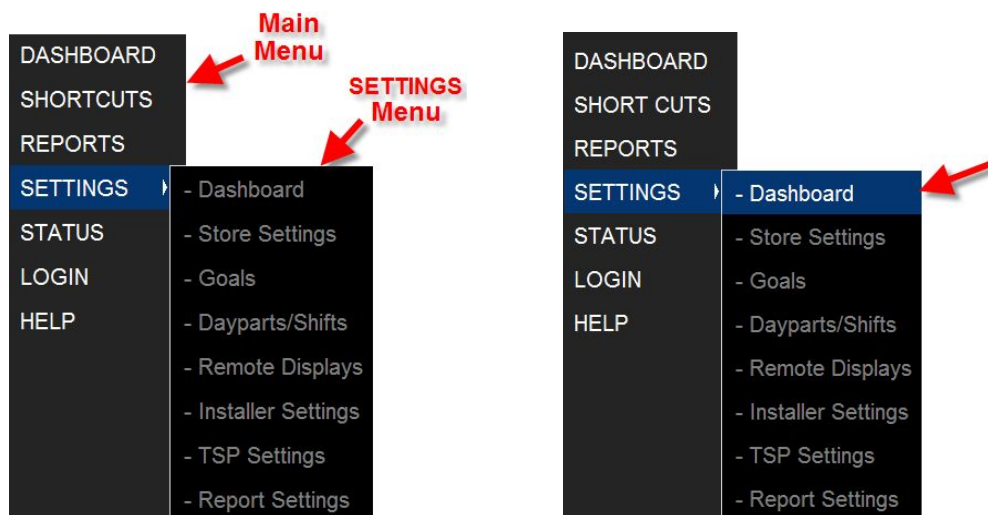 Main
Menu
SETTINGS
Menu
DASHBOARD
SHORTCUTS
REPORTS
SETTINGS
STATUS
LOGIN
HELP
- Dashboard
- Store Settings
- Goals
- Dayparts/Shifts
- Remote Displays
- Installer Settings
- TSP Settings
- Report Settings
DASHBOARD
SHORT CUTS
REPORTS
SETTINGS
STATUS
LOGIN
HELP
- Dashboard
- Store Settings
- Goals
- Dayparts/Shifts
- Remote Displays
- Installer Settings
- TSP Settings
- Report Settings